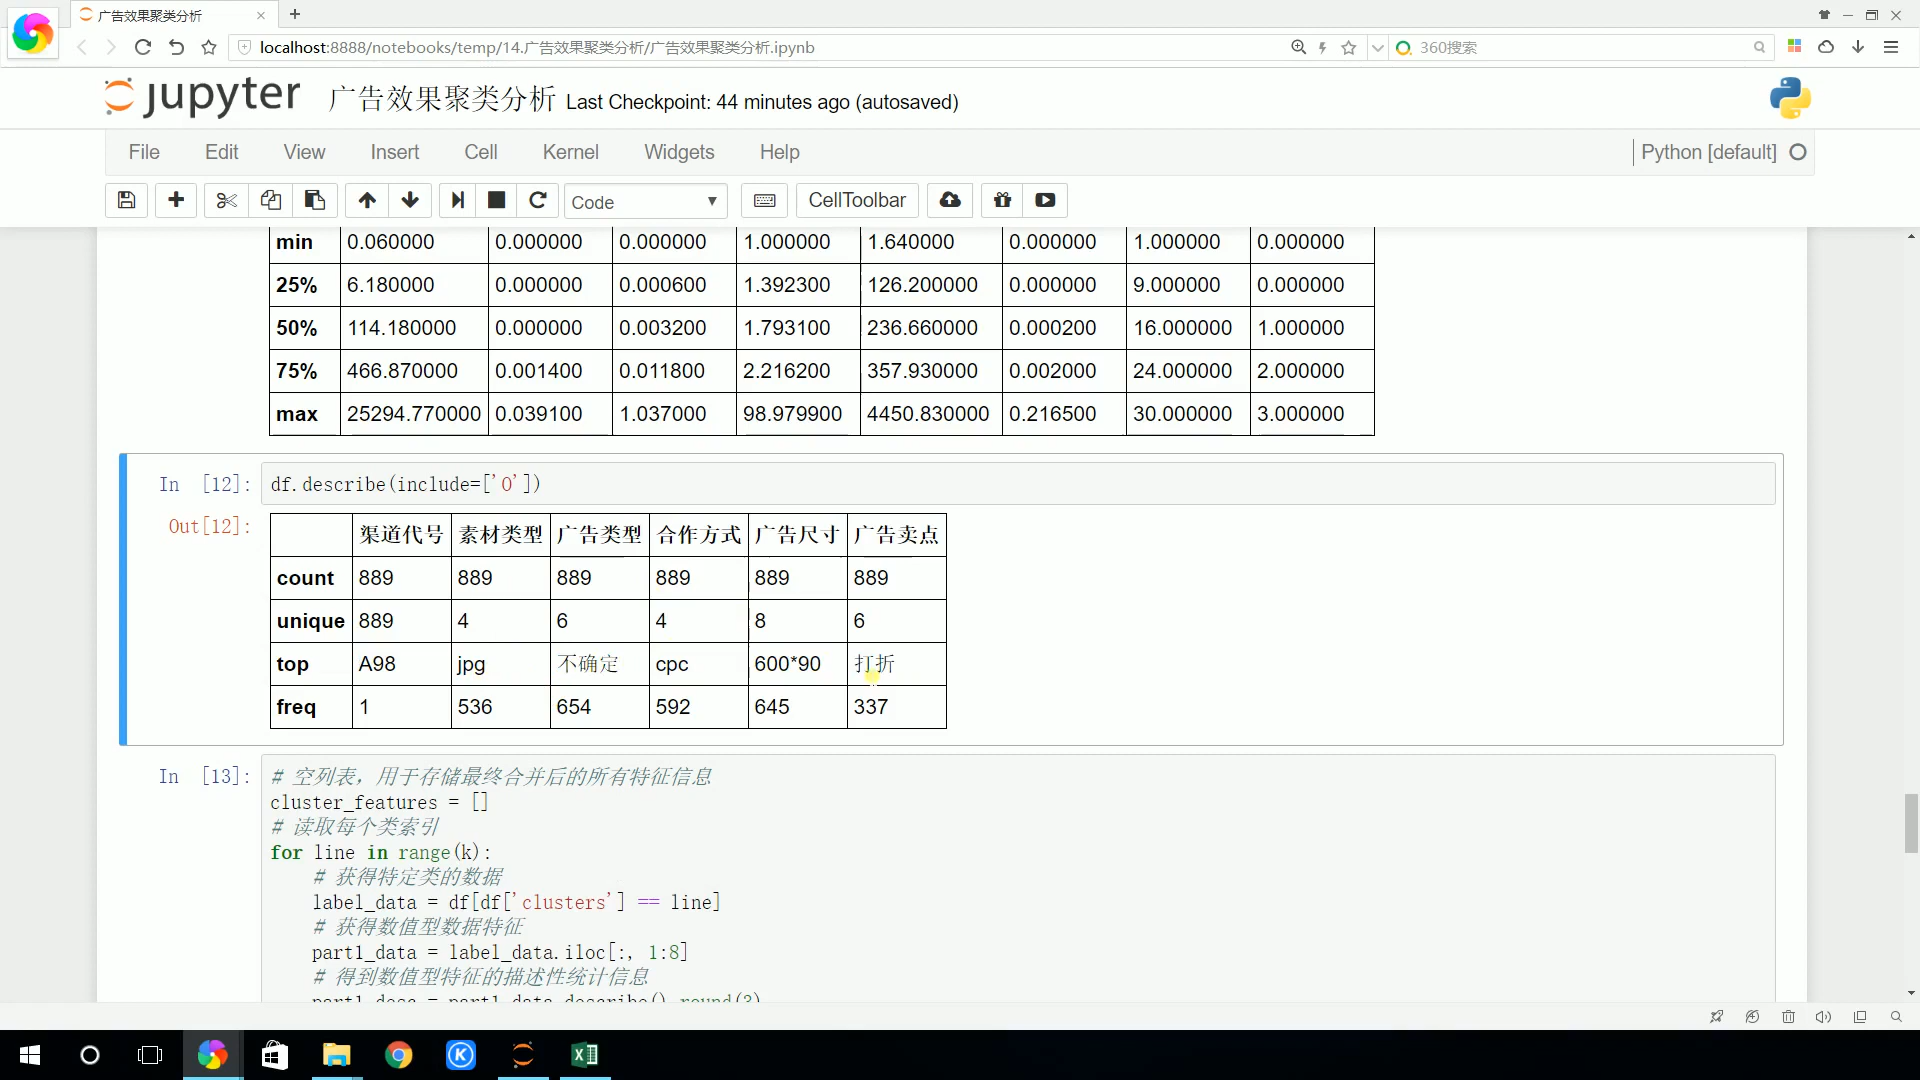 广告效果聚类分析
localhost:8888/notebooks/temp/14.广告效果聚类分析/广告效果聚类分析.ipynb
360搜索
jupyter 广告效果聚类分析 Last Checkpoint: 44 minutes ago (autosaved)
File Edit View Insert Cell Kernel Widgets Help Python [default]
Code CellToolbar
min 0.060000 0.000000 0.000000 1.000000 1.640000 0.000000 1.000000 0.000000
25% 6.180000 0.000000 0.000600 1.392300 126.200000 0.000000 9.000000 0.000000
50% 114.180000 0.000000 0.003200 1.793100 236.660000 0.000200 16.000000 1.000000
75% 466.870000 0.001400 0.011800 2.216200 357.930000 0.002000 24.000000 2.000000
max 25294.770000 0.039100 1.037000 98.979900 4450.830000 0.216500 30.000000 3.000000
In [12]: df.describe(include=['O'])
Out[12]: 渠道代号 素材类型 广告类型 合作方式 广告尺寸 广告卖点
count 889 889 889 889 889 889
unique 889 4 6 4 8 6
top A98 jpg 不确定 cpc 600*90 打折
freq 1 536 654 592 645 337
In [13]: # 空列表，用于存储最终合并后的所有特征信息
cluster_features = []
# 读取每个类索引
for line in range(k):
# 获得特定类的数据
label_data = df[df['clusters'] == line]
# 获得数值型数据特征
part1_data = label_data.iloc[:, 1:8]
# 得到数值型特征的描述性统计信息
part1_desc = part1_data.describe().round(3)